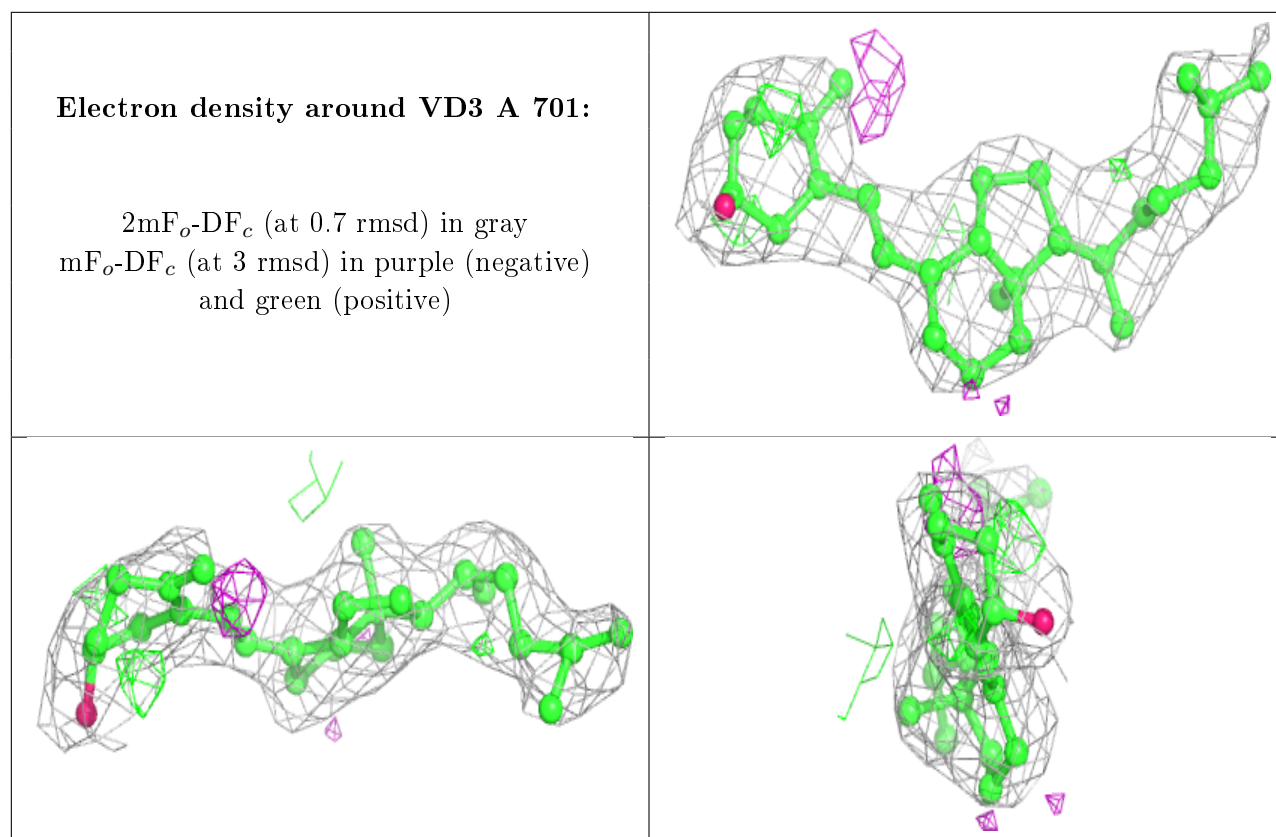 Electron density around VD3 A 701:
2mFₒ-DF𝒸 (at 0.7 rmsd) in gray
mFₒ-DF𝒸 (at 3 rmsd) in purple (negative)
and green (positive)